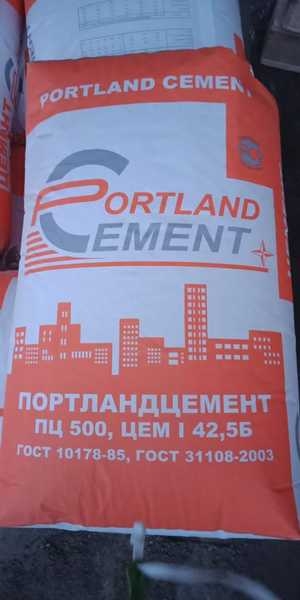 PORTLAND CEMENT
PORTLAND
CEMENT
ПОРТЛАНДЦЕМЕНТ
ПЦ 500, ЦЕМ I 42,5Б
ГОСТ 10178-85, ГОСТ 31108-2003